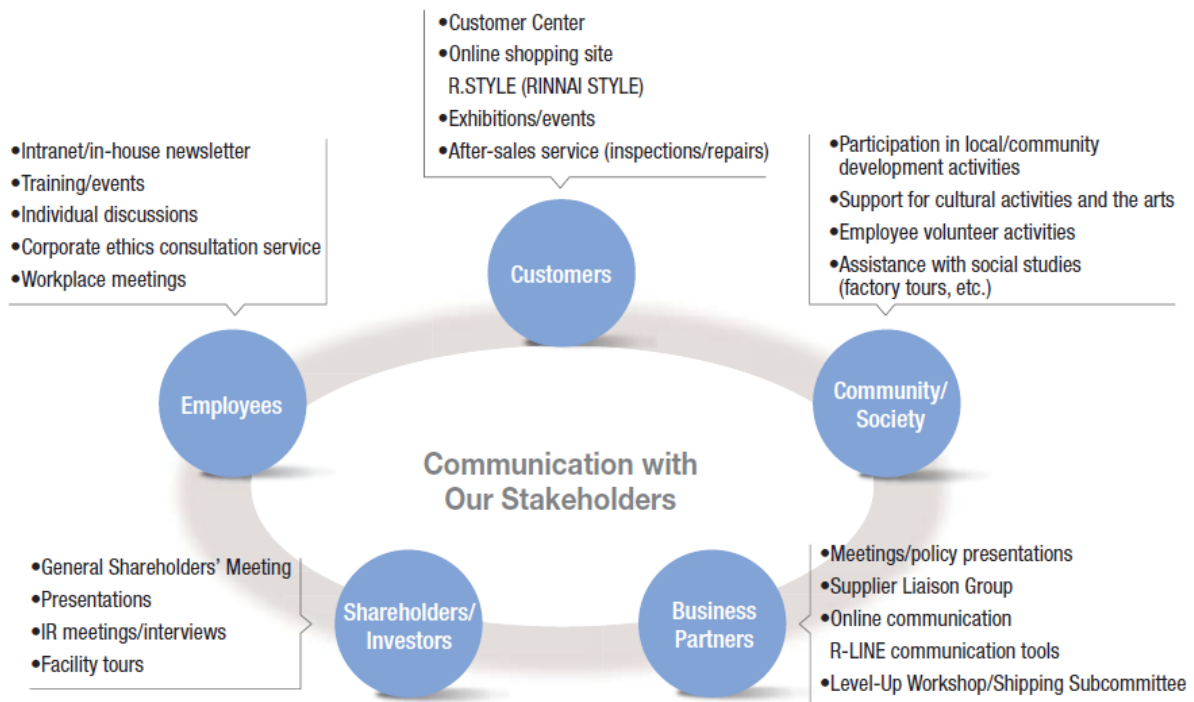 •Customer Center
•Online shopping site
R.STYLE (RINNAI STYLE)
•Exhibitions/events
•After-sales service (inspections/repairs)
•Intranet/in-house newsletter
•Training/events
•Individual discussions
•Corporate ethics consultation service
•Workplace meetings
•Participation in local/community
development activities
•Support for cultural activities and the arts
•Employee volunteer activities
•Assistance with social studies
(factory tours, etc.)
Customers
Employees
Community/
Society
Communication with
Our Stakeholders
•General Shareholders’ Meeting
•Presentations
•IR meetings/interviews
•Facility tours
Shareholders/
Investors
Business
Partners
•Meetings/policy presentations
•Supplier Liaison Group
•Online communication
R-LINE communication tools
•Level-Up Workshop/Shipping Subcommittee